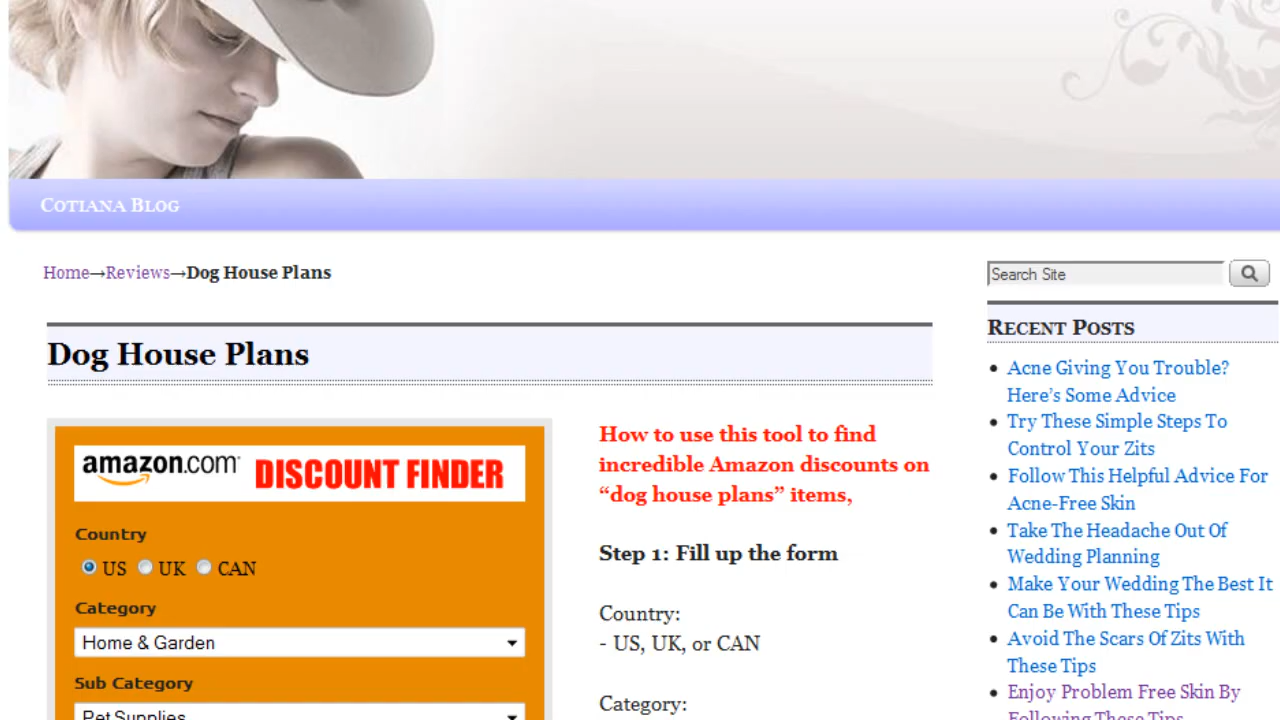 Cotiana Blog
Home→Reviews→Dog House Plans
Dog House Plans
amazon.com DISCOUNT FINDER
Country
US UK CAN
Category
Home & Garden
Sub Category
Pet Supplies
How to use this tool to find
incredible Amazon discounts on
“dog house plans” items,
Step 1: Fill up the form
Country:
- US, UK, or CAN
Category:
Search Site
Recent Posts
Acne Giving You Trouble?
Here’s Some Advice
Try These Simple Steps To
Control Your Zits
Follow This Helpful Advice For
Acne-Free Skin
Take The Headache Out Of
Wedding Planning
Make Your Wedding The Best It
Can Be With These Tips
Avoid The Scars Of Zits With
These Tips
Enjoy Problem Free Skin By
Following These Tips